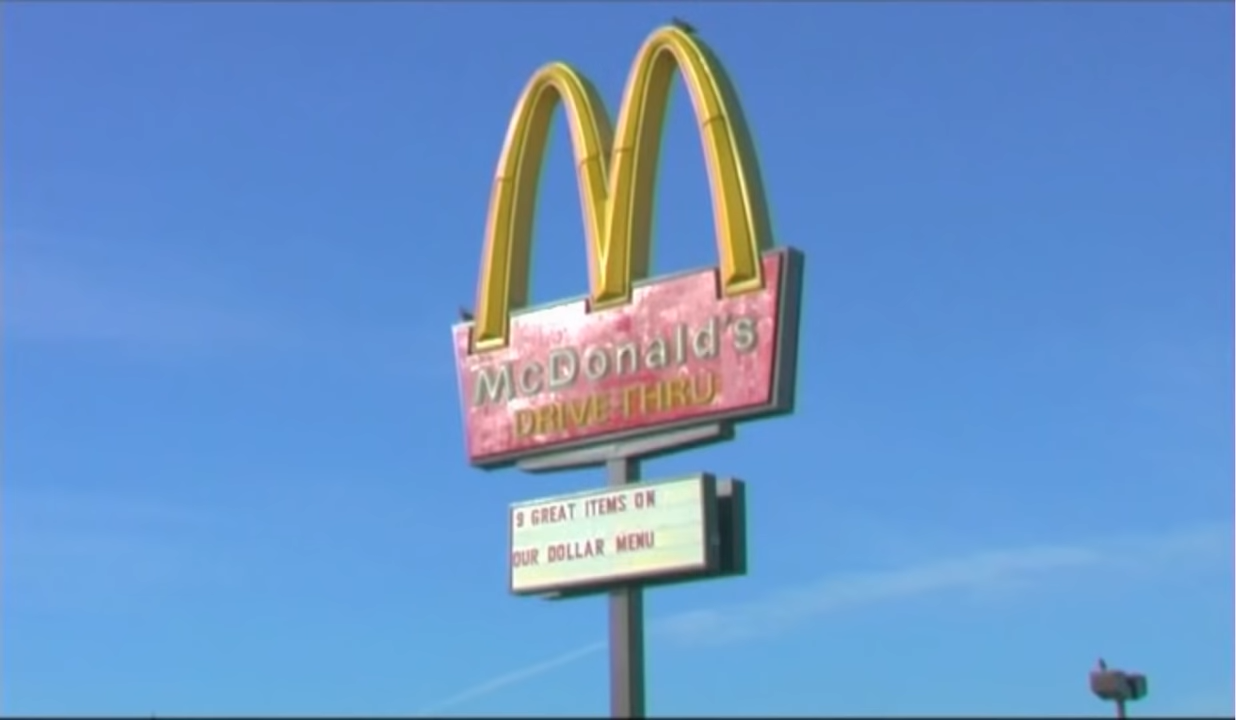 McDonald's
DRIVE-THRU
9 GREAT ITEMS ON
OUR DOLLAR MENU